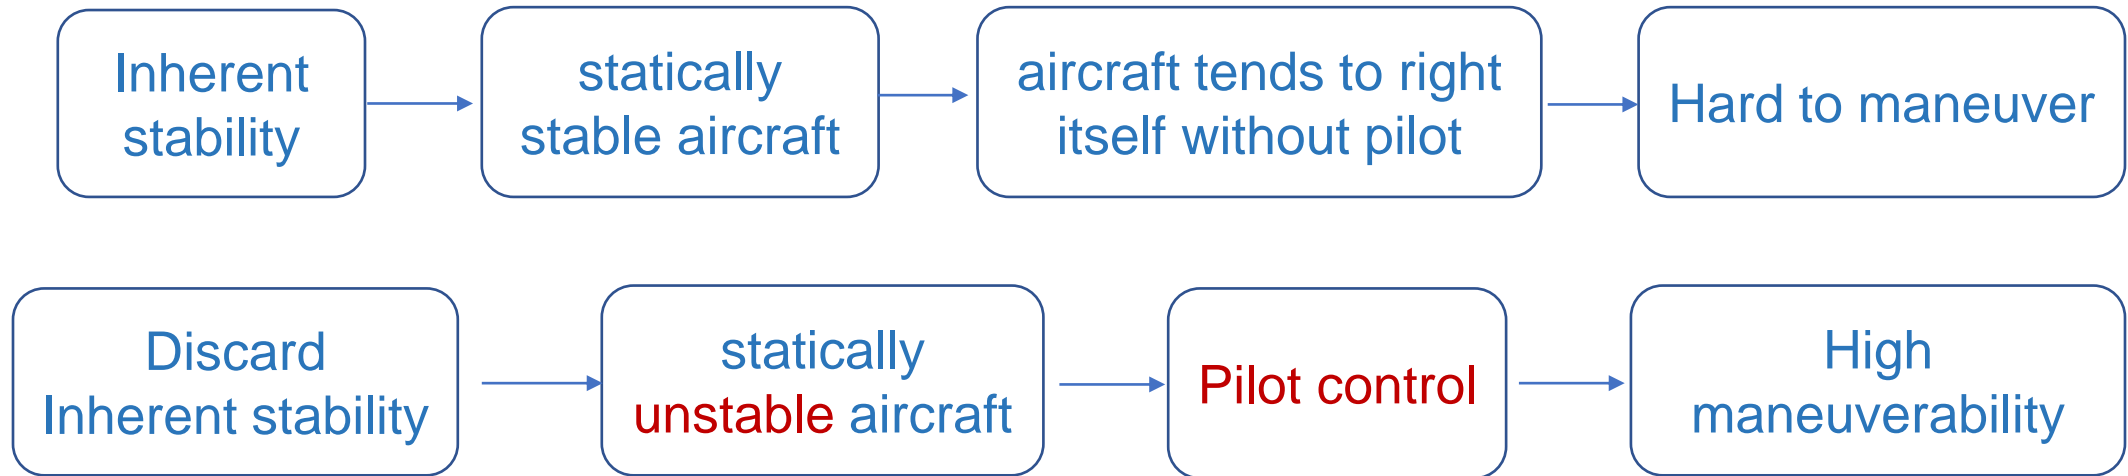 Inherent
stability
statically
stable aircraft
aircraft tends to right
itself without pilot
Hard to maneuver
Discard
Inherent stability
statically
unstable aircraft
Pilot control
High
maneuverability